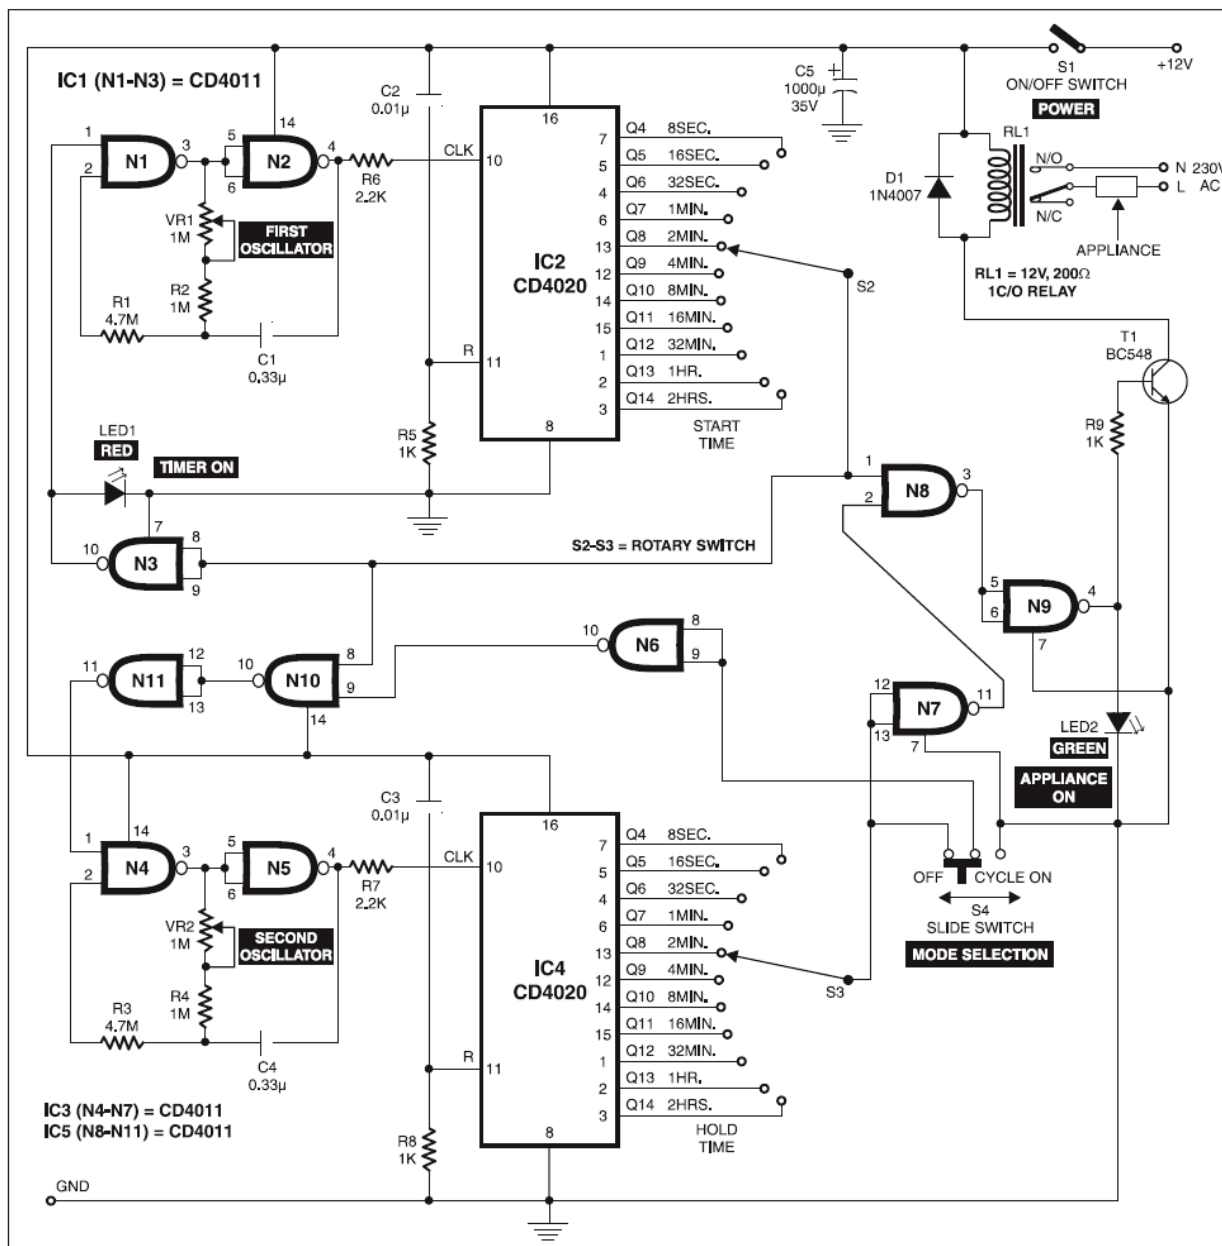 IC1 (N1-N3) = CD4011
C2
0.01µ
C5
1000µ
35V
+
S1
ON/OFF SWITCH
POWER
+12V
1
2
N1
3
5
6
14
N2
4
R6
2.2K
CLK
10
16
VR1
1M
FIRST
OSCILLATOR
R2
1M
R1
4.7M
C1
0.33µ
IC2
CD4020
R
11
8
R5
1K
7
Q4
8SEC.
5
Q5
16SEC.
4
Q6
32SEC.
6
Q7
1MIN.
13
Q8
2MIN.
12
Q9
4MIN.
14
Q10
8MIN.
15
Q11
16MIN.
1
Q12
32MIN.
2
Q13
1HR.
3
Q14
2HRS.
START
TIME
S2
RL1
D1
1N4007
N/O
N/C
N 230V
L AC
APPLIANCE
RL1 = 12V, 200Ω
1C/O RELAY
T1
BC548
R9
1K
LED1
RED
TIMER ON
7
10
N3
8
9
S2-S3 = ROTARY SWITCH
1
2
N8
3
5
6
N9
4
7
11
N11
12
13
10
N10
8
9
14
10
N6
8
9
12
13
N7
11
7
LED2
GREEN
APPLIANCE
ON
C3
0.01µ
1
2
14
N4
3
5
6
N5
4
R7
2.2K
CLK
10
16
VR2
1M
SECOND
OSCILLATOR
R4
1M
R3
4.7M
C4
0.33µ
IC4
CD4020
R
11
8
R8
1K
7
Q4
8SEC.
5
Q5
16SEC.
4
Q6
32SEC.
6
Q7
1MIN.
13
Q8
2MIN.
12
Q9
4MIN.
14
Q10
8MIN.
15
Q11
16MIN.
1
Q12
32MIN.
2
Q13
1HR.
3
Q14
2HRS.
HOLD
TIME
S3
OFF
CYCLE ON
S4
SLIDE SWITCH
MODE SELECTION
IC3 (N4-N7) = CD4011
IC5 (N8-N11) = CD4011
GND